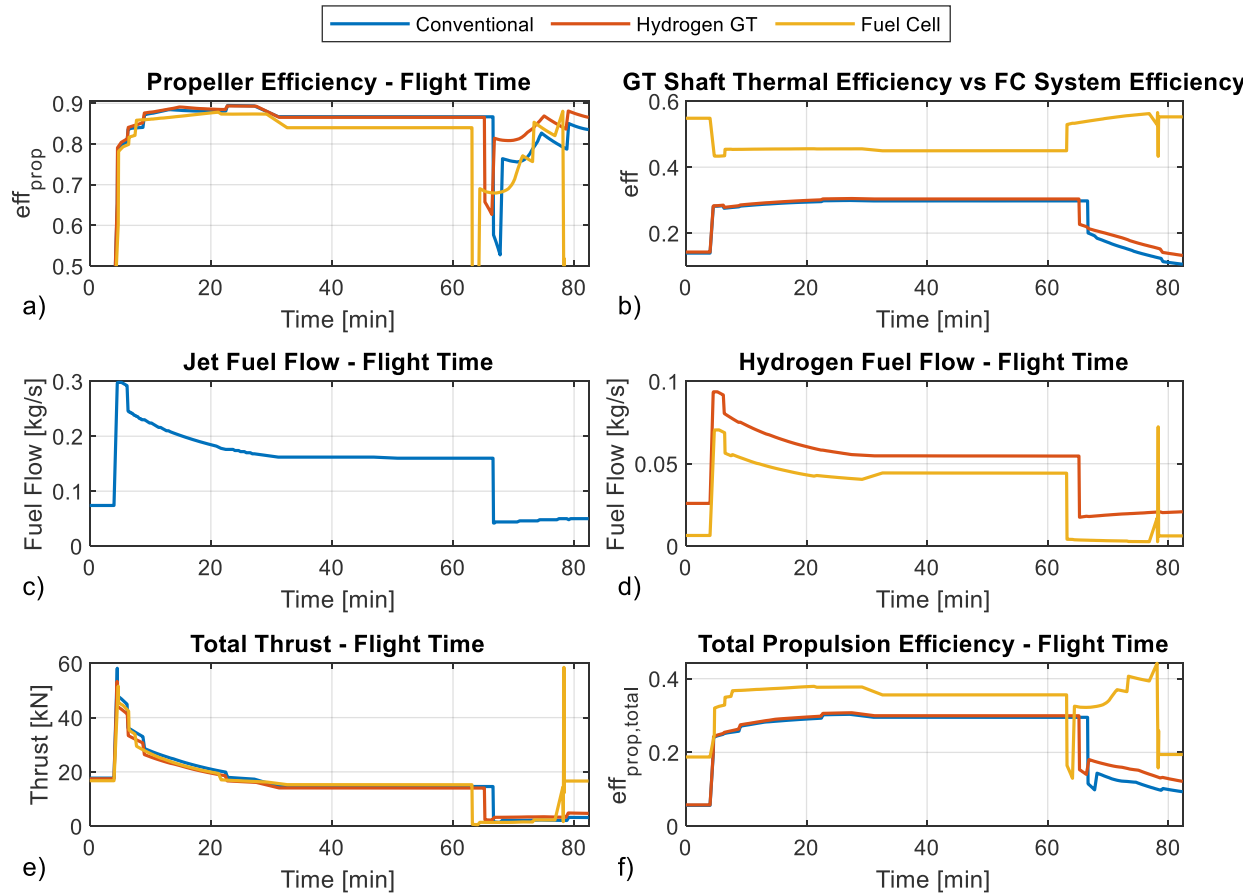 Conventional Hydrogen GT Fuel Cell
Propeller Efficiency - Flight Time
0.9
0.8
0.7
0.6
0.5
eff_prop
0 20 40 60 80
Time [min]
a)
GT Shaft Thermal Efficiency vs FC System Efficiency
0.6
0.4
0.2
eff
0 20 40 60 80
Time [min]
b)
Jet Fuel Flow - Flight Time
0.3
0.2
0.1
0
Fuel Flow [kg/s]
0 20 40 60 80
Time [min]
c)
Hydrogen Fuel Flow - Flight Time
0.1
0.05
0
Fuel Flow [kg/s]
0 20 40 60 80
Time [min]
d)
Total Thrust - Flight Time
60
40
20
0
Thrust [kN]
0 20 40 60 80
Time [min]
e)
Total Propulsion Efficiency - Flight Time
0.4
0.2
0
eff_prop,total
0 20 40 60 80
Time [min]
f)